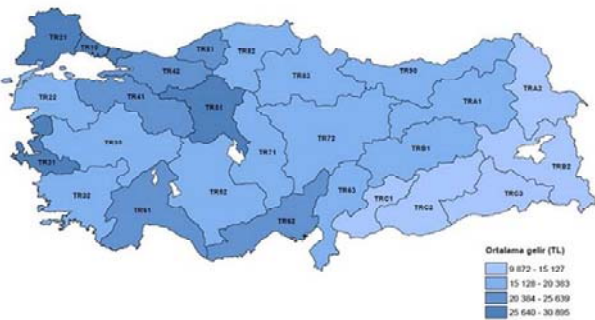 TR21
TR10
TR81
TR82
TR42
TR83
TR90
TRA2
TR22
TR41
TR51
TRA1
TR33
TR71
TR72
TRB1
TRB2
TR31
TR32
TR52
TR63
TRC1
TRC2
TRC3
TR61
TR62
Ortalama gelir (TL)
9 872 - 15 127
15 128 - 20 383
20 384 - 25 639
25 640 - 30 895